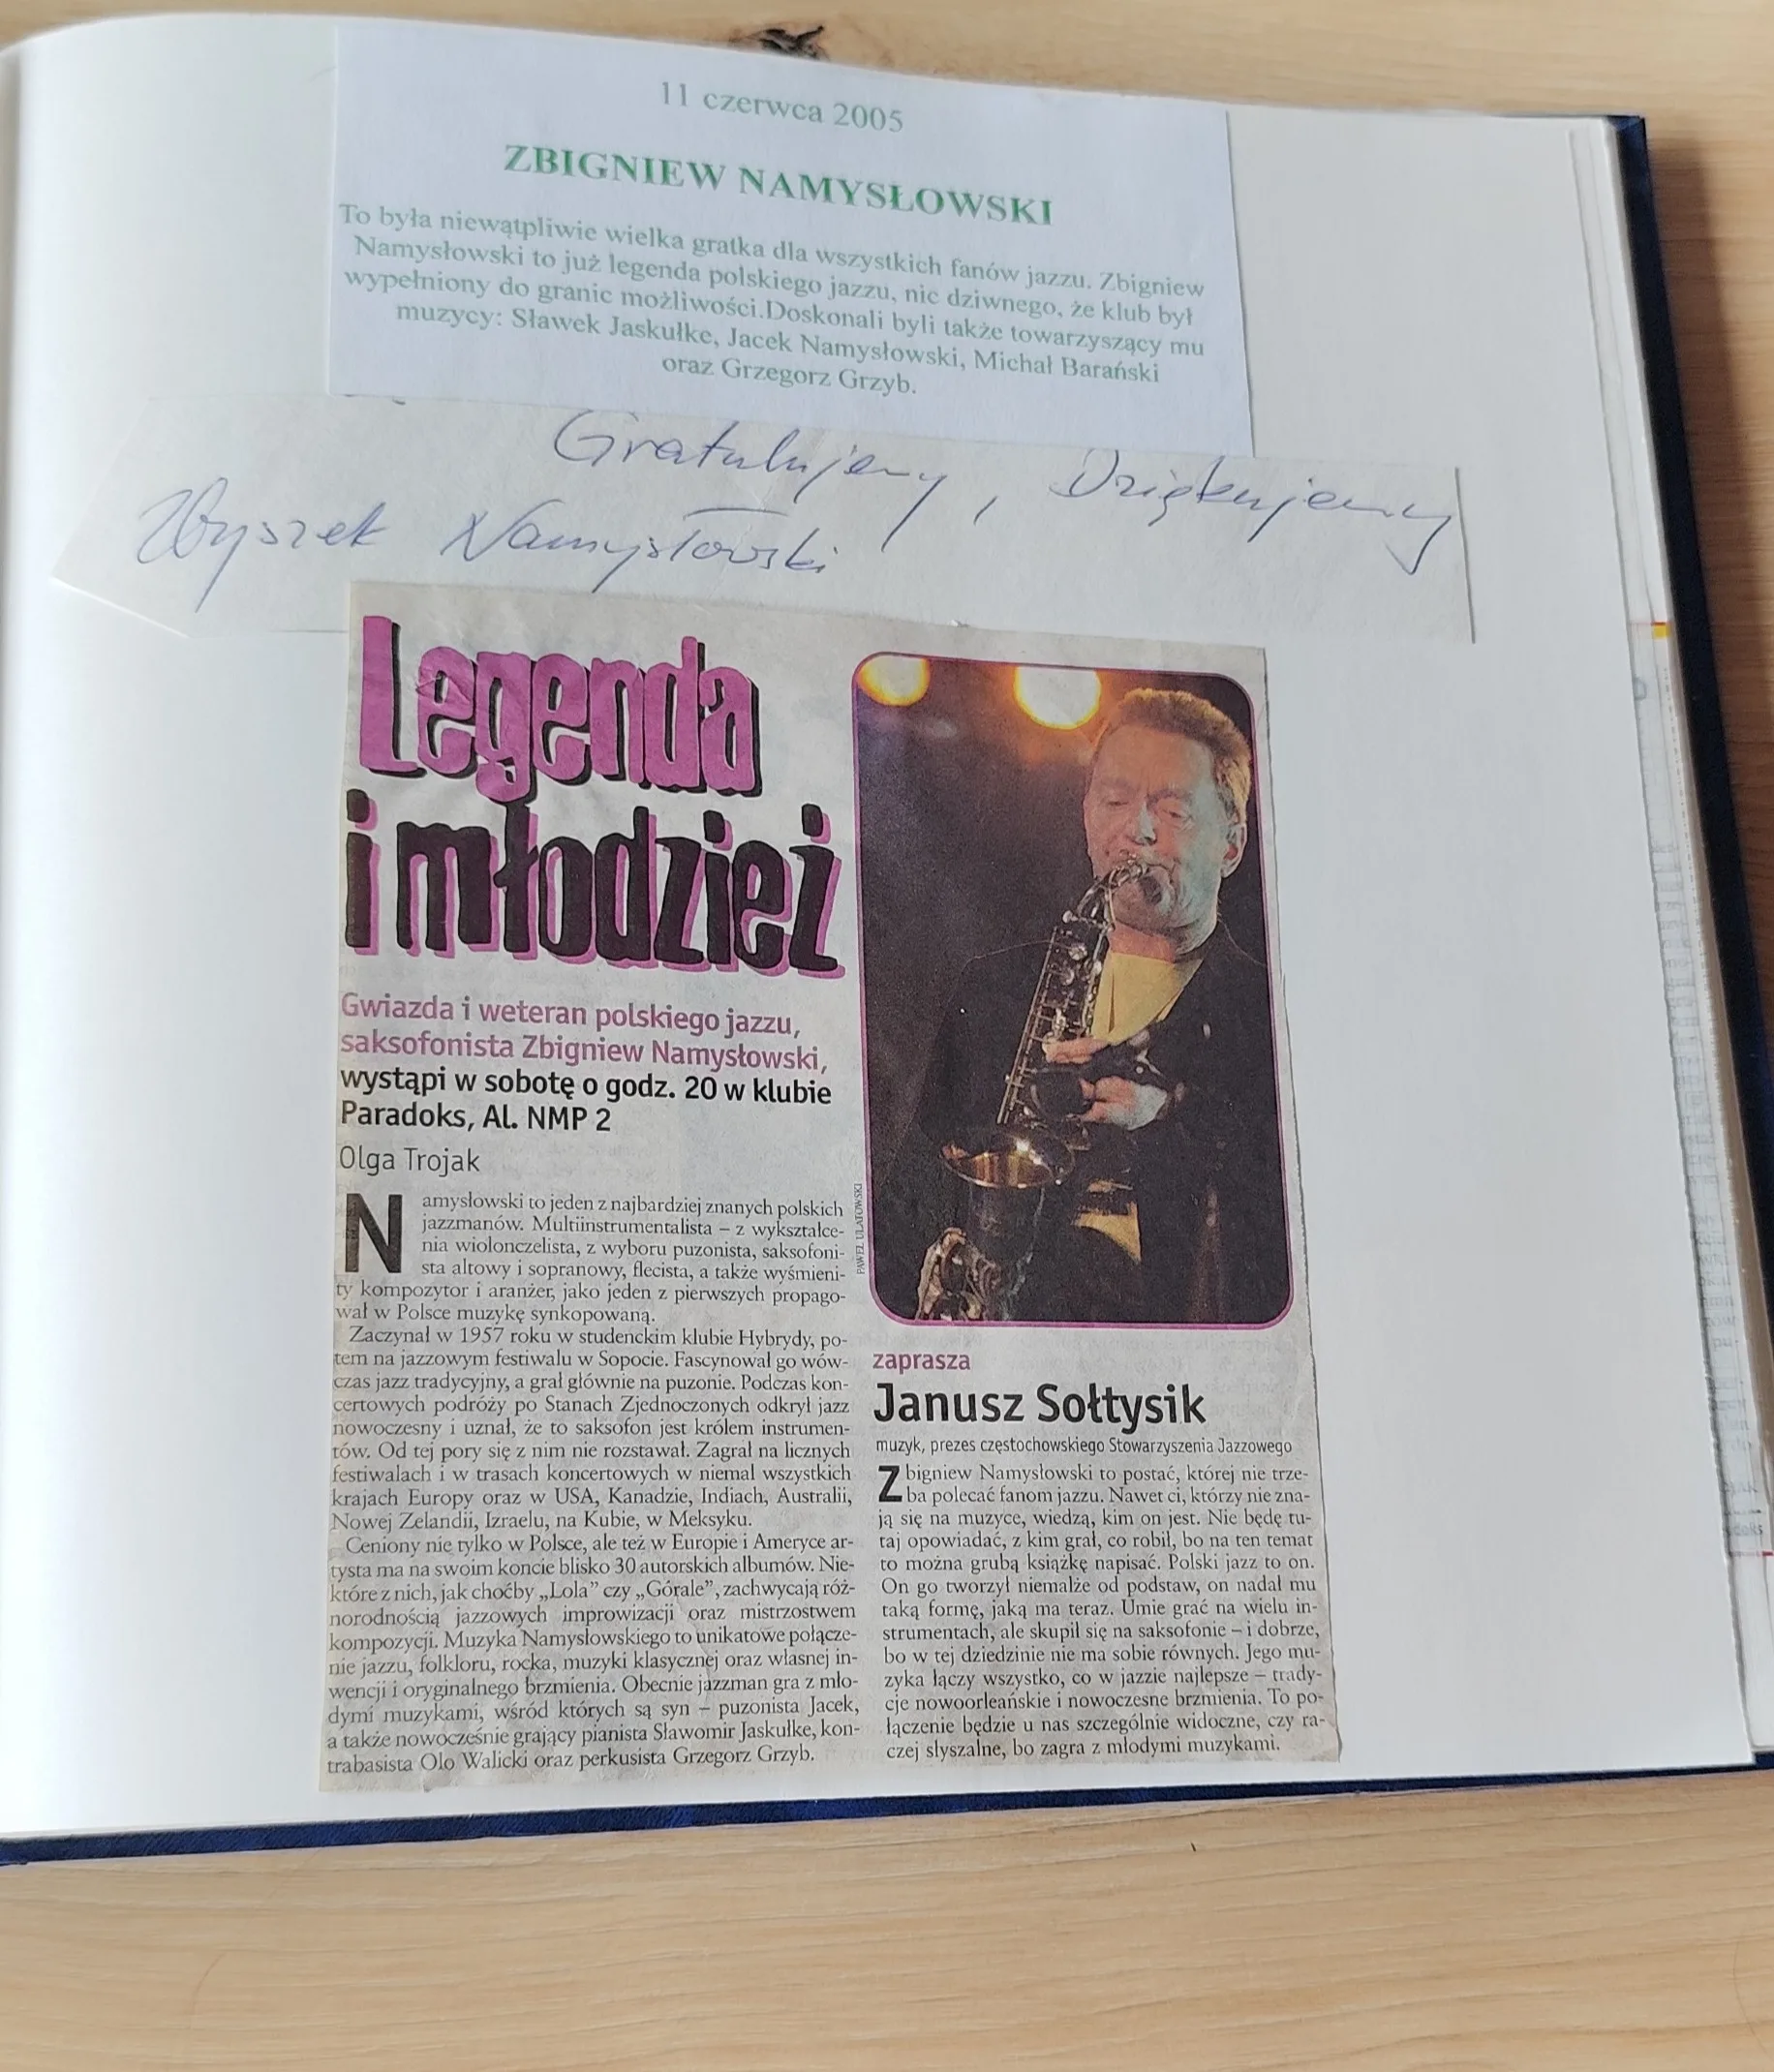 11 czerwca 2005
ZBIGNIEW NAMYSŁOWSKI
To była niewątpliwie wielka gratka dla wszystkich fanów jazzu. Zbigniew
Namysłowski to już legenda polskiego jazzu, nic dziwnego, że klub był
wypełniony do granic możliwości.Doskonali byli także towarzyszący mu
muzycy: Sławek Jaskułke, Jacek Namysłowski, Michał Barański
oraz Grzegorz Grzyb.
Gratulujemy, Dziękujemy
Zbyszek Namysłowski
Legenda
i młodzież
Gwiazda i weteran polskiego jazzu,
saksofonista Zbigniew Namysłowski,
wystąpi w sobotę o godz. 20 w klubie
Paradoks, Al. NMP 2
Olga Trojak
Namysłowski to jeden z najbardziej znanych polskich
jazzmanów. Multiinstrumentalista – z wykształce-
nia wiolonczelista, z wyboru puzonista, saksofoni-
sta altowy i sopranowy, flecista, a także wyśmieni-
ty kompozytor i aranżer, jako jeden z pierwszych propago-
wał w Polsce muzykę synkopowaną.
Zaczynał w 1957 roku w studenckim klubie Hybrydy, po-
tem na jazzowym festiwalu w Sopocie. Fascynował go wów-
czas jazz tradycyjny, a grał głównie na puzonie. Podczas kon-
certowych podróży po Stanach Zjednoczonych odkrył jazz
nowoczesny i uznał, że to saksofon jest królem instrumen-
tów. Od tej pory się z nim nie rozstawał. Zagrał na licznych
festiwalach i w trasach koncertowych w niemal wszystkich
krajach Europy oraz w USA, Kanadzie, Indiach, Australii,
Nowej Zelandii, Izraelu, na Kubie, w Meksyku.
Ceniony nie tylko w Polsce, ale też w Europie i Ameryce ar-
tysta ma na swoim koncie blisko 30 autorskich albumów. Nie-
które z nich, jak choćby „Lola” czy „Górale”, zachwycają róż-
norodnością jazzowych improwizacji oraz mistrzostwem
kompozycji. Muzyka Namysłowskiego to unikatowe połącze-
nie jazzu, folkloru, rocka, muzyki klasycznej oraz własnej in-
wencji i oryginalnego brzmienia. Obecnie jazzman gra z mło-
dymi muzykami, wśród których są syn – puzonista Jacek,
a także nowocześnie grający pianista Sławomir Jaskułke, kon-
trabasista Olo Walicki oraz perkusista Grzegorz Grzyb.
PAWEŁ ULATOWSKI
zaprasza
Janusz Sołtysik
muzyk, prezes częstochowskiego Stowarzyszenia Jazzowego
Zbigniew Namysłowski to postać, której nie trze-
ba polecać fanom jazzu. Nawet ci, którzy nie zna-
ją się na muzyce, wiedzą, kim on jest. Nie będę tu-
taj opowiadać, z kim grał, co robił, bo na ten temat
to można grubą książkę napisać. Polski jazz to on.
On go tworzył niemalże od podstaw, on nadał mu
taką formę, jaką ma teraz. Umie grać na wielu in-
strumentach, ale skupił się na saksofonie – i dobrze,
bo w tej dziedzinie nie ma sobie równych. Jego mu-
zyka łączy wszystko, co w jazzie najlepsze – trady-
cje nowoorleańskie i nowoczesne brzmienia. To po-
łączenie będzie u nas szczególnie widoczne, czy ra-
czej słyszalne, bo zagra z młodymi muzykami.